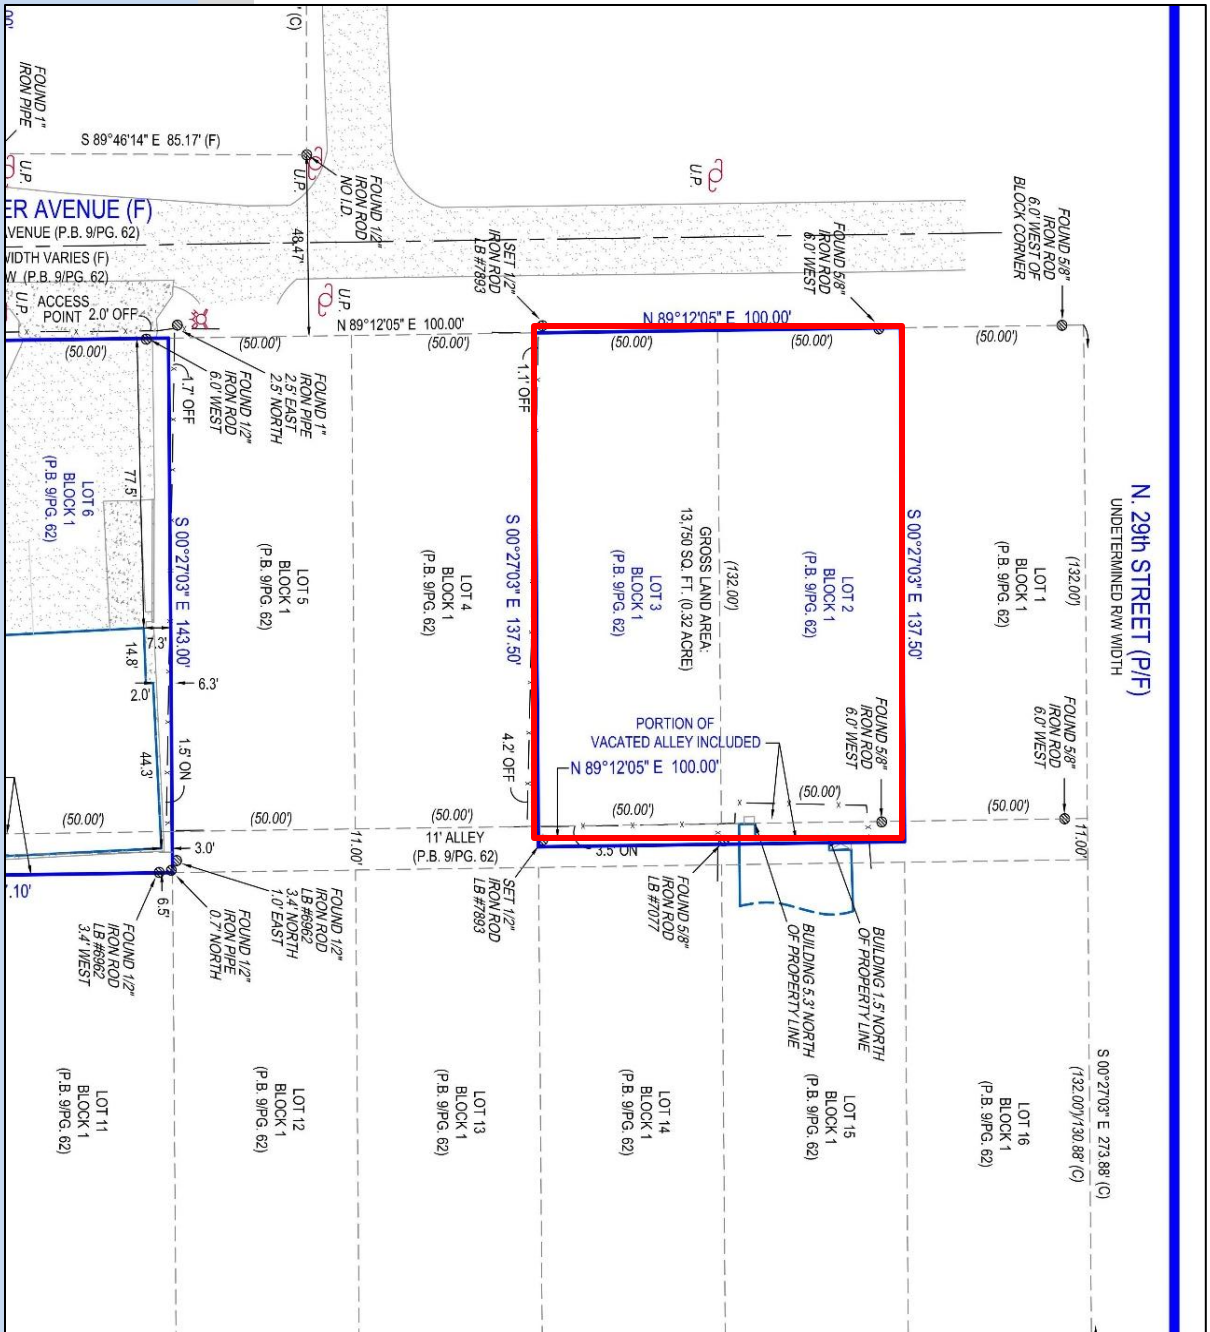 ' (C)
FOUND 1"
IRON PIPE
S 89°46'14" E 85.17' (F)
U.P.
U.P.
FOUND 1/2"
IRON ROD
NO I.D.
U.P.
FOUND 5/8"
IRON ROD
6.0' WEST OF
BLOCK CORNER
ER AVENUE (F)
AVENUE (P.B. 9/PG. 62)
WIDTH VARIES (F)
W (P.B. 9/PG. 62)
48.47'
SET 1/2"
IRON ROD
LB #7893
FOUND 5/8"
IRON ROD
6.0' WEST
U.P.
ACCESS
POINT
2.0' OFF
U.P.
N 89°12'05" E 100.00'
N 89°12'05" E 100.00'
(50.00')
(50.00')
(50.00')
(50.00')
(50.00')
(50.00')
1.7' OFF
FOUND 1/2"
IRON ROD
6.0' WEST
FOUND 1"
IRON PIPE
2.5' EAST
2.5' NORTH
1.1' OFF
N. 29th STREET (P/F)
UNDETERMINED R/W WIDTH
LOT 6
BLOCK 1
(P.B. 9/PG. 62)
77.5'
S 00°27'03" E 143.00'
LOT 5
BLOCK 1
(P.B. 9/PG. 62)
LOT 4
BLOCK 1
(P.B. 9/PG. 62)
S 00°27'03" E 137.50'
LOT 3
BLOCK 1
(P.B. 9/PG. 62)
GROSS LAND AREA:
13,750 SQ. FT. (0.32 ACRE)
(132.00')
LOT 2
BLOCK 1
(P.B. 9/PG. 62)
S 00°27'03" E 137.50'
LOT 1
BLOCK 1
(P.B. 9/PG. 62)
(132.00')
7.3'
14.8'
2.0'
6.3'
44.3'
1.5' ON
4.2' OFF
PORTION OF
VACATED ALLEY INCLUDED
N 89°12'05" E 100.00'
FOUND 5/8"
IRON ROD
6.0' WEST
FOUND 5/8"
IRON ROD
6.0' WEST
(50.00')
(50.00')
(50.00')
(50.00')
(50.00')
(50.00')
11.00'
11' ALLEY
(P.B. 9/PG. 62)
3.5' ON
11.00'
3.0'
7.10'
6.5'
FOUND 1/2"
IRON ROD
LB #6962
3.4' WEST
FOUND 1/2"
IRON PIPE
0.7' NORTH
FOUND 1/2"
IRON ROD
LB #6962
3.4' NORTH
1.0' EAST
SET 1/2"
IRON ROD
LB #7893
FOUND 5/8"
IRON ROD
LB #7077
BUILDING 5.3' NORTH
OF PROPERTY LINE
BUILDING 1.5' NORTH
OF PROPERTY LINE
LOT 11
BLOCK 1
(P.B. 9/PG. 62)
LOT 12
BLOCK 1
(P.B. 9/PG. 62)
LOT 13
BLOCK 1
(P.B. 9/PG. 62)
LOT 14
BLOCK 1
(P.B. 9/PG. 62)
LOT 15
BLOCK 1
(P.B. 9/PG. 62)
LOT 16
BLOCK 1
(P.B. 9/PG. 62)
S 00°27'03" E 273.88' (C)
(132.00')/130.88' (C)